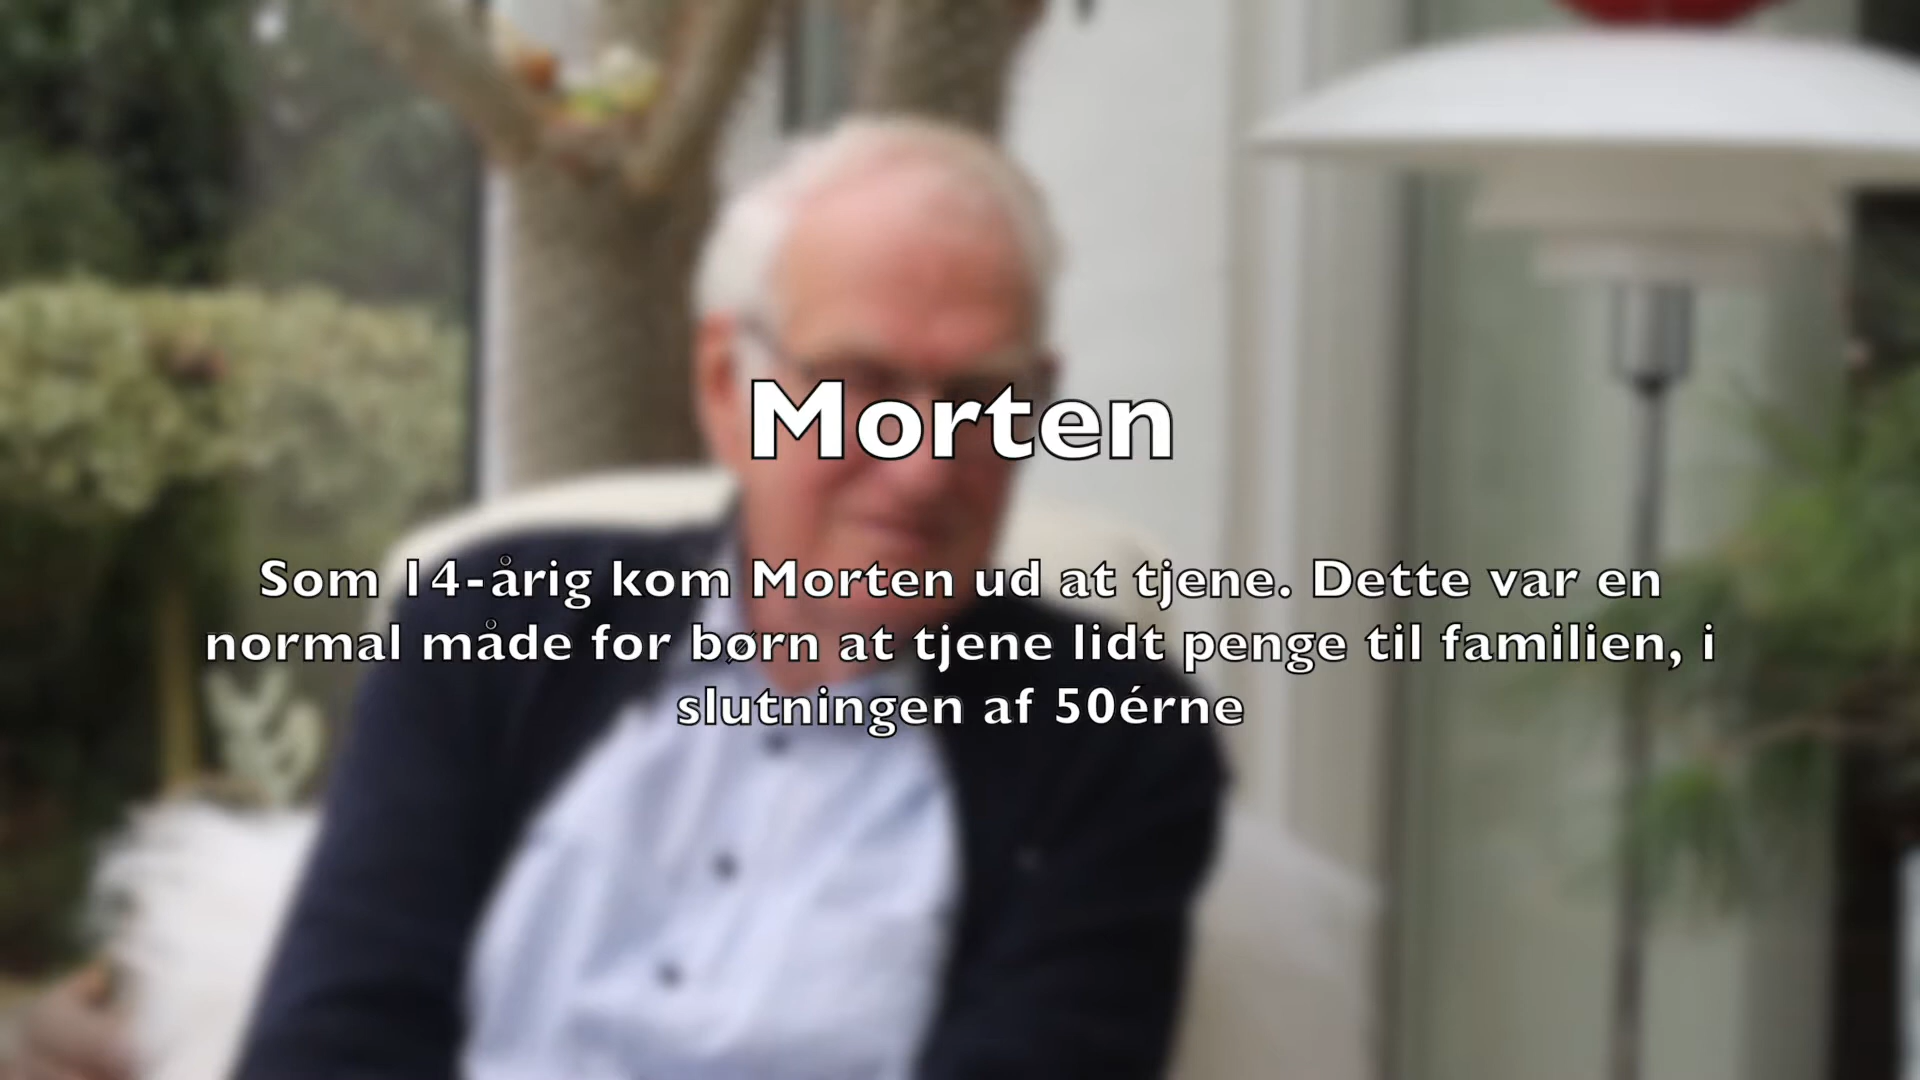 Morten
Som 14-årig kom Morten ud at tjene. Dette var en
normal måde for børn at tjene lidt penge til familien, i
slutningen af 50érne